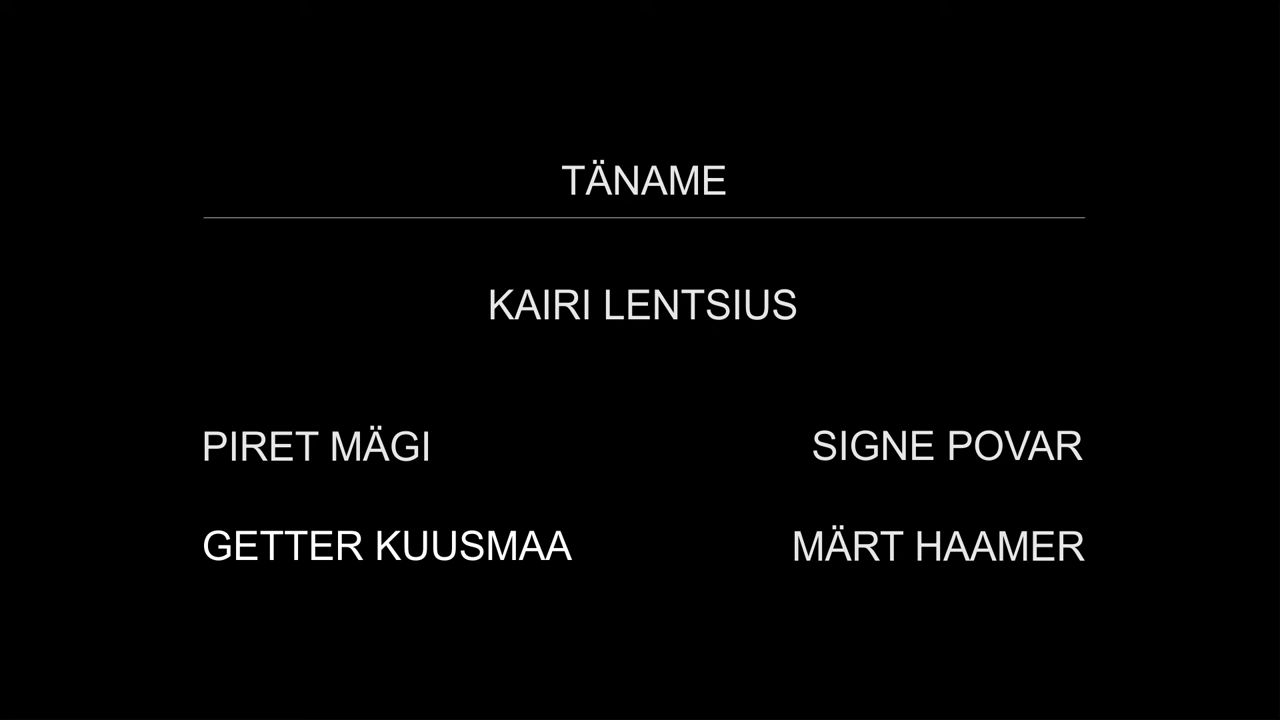 TÄNAME
KAIRI LENTSIUS
PIRET MÄGI SIGNE POVAR
GETTER KUUSMAA MÄRT HAAMER